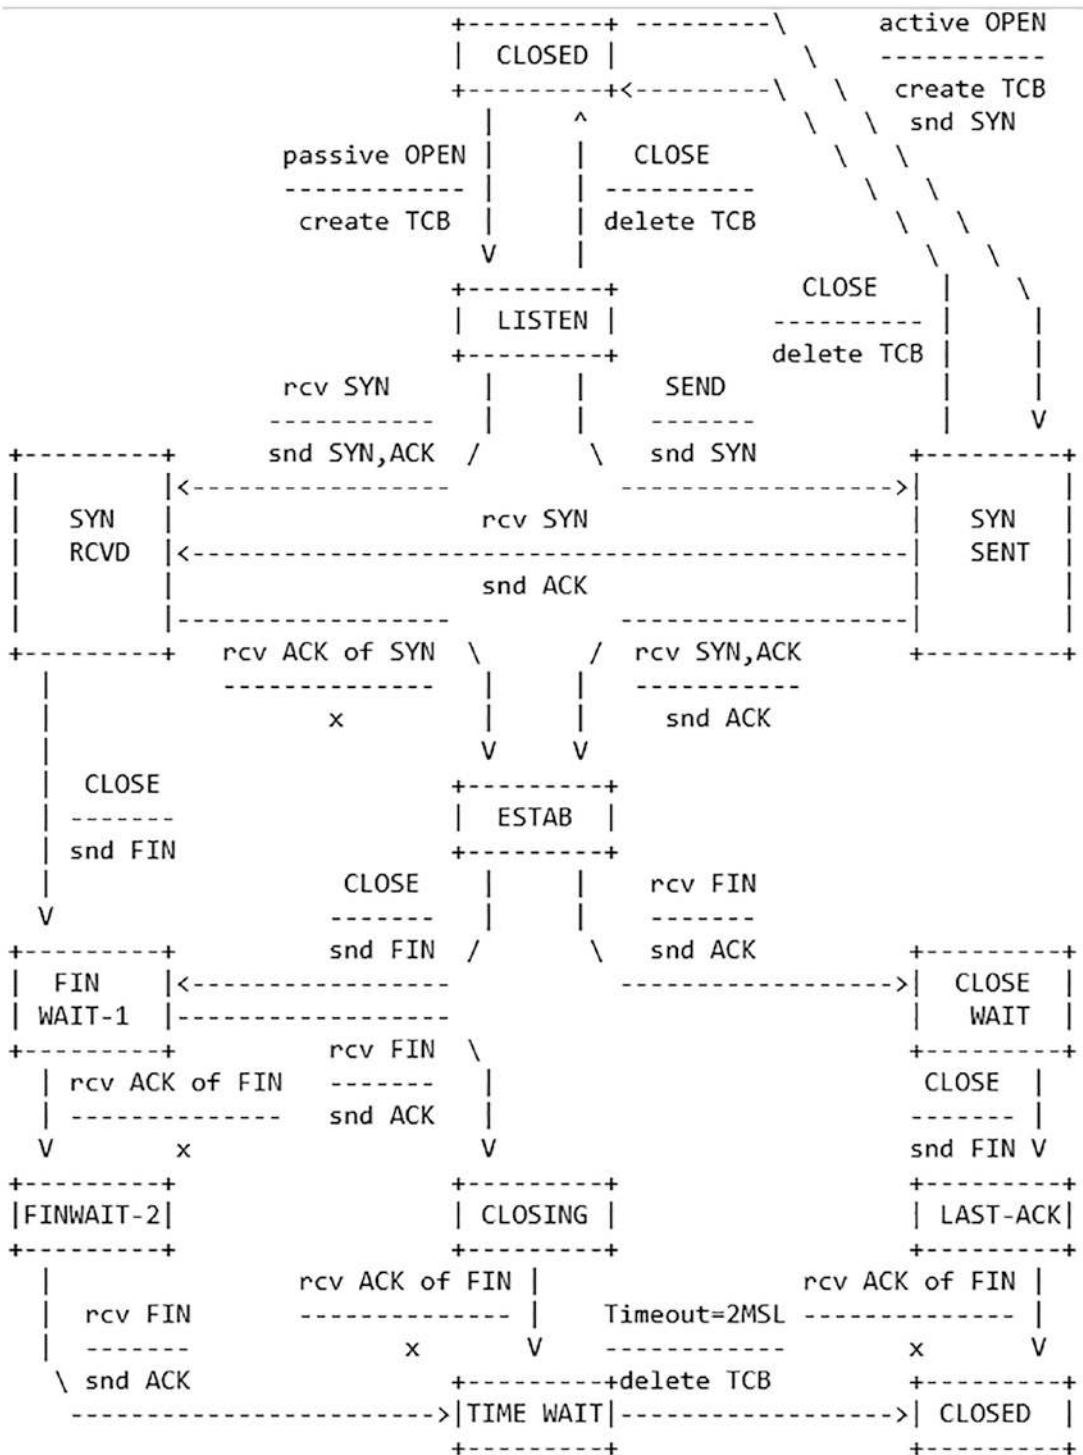 +---------+ ---------\      active OPEN
                              |  CLOSED |            \    -----------
                              +---------+<---------\   \   create TCB
                                |     ^              \   \  snd SYN
                   passive OPEN |     |   CLOSE        \   \
                   ------------ |     | ----------       \   \
                    create TCB  |     | delete TCB         \   \
                                V     |                      \   \
                              +---------+            CLOSE    |    \
                              |  LISTEN |          ---------- |     |
                              +---------+          delete TCB |     |
                   rcv SYN      |     |     SEND              |     |
                  -----------   |     |    -------            |     V
+---------+       snd SYN,ACK  /       \   snd SYN          +---------+
|         |<------------------           ------------------>|         |
|   SYN   |                    rcv SYN                      |   SYN   |
|   RCVD  |<------------------------------------------------|   SENT  |
|         |                    snd ACK                      |         |
|         |------------------           -------------------|         |
+---------+   rcv ACK of SYN  \       /  rcv SYN,ACK        +---------+
  |           --------------   |     |   -----------
  |                  x         |     |     snd ACK
  |                            V     V
  |  CLOSE                   +---------+
  | -------                  |  ESTAB  |
  | snd FIN                  +---------+
  |                   CLOSE    |     |    rcv FIN
  V                  -------   |     |    -------
+---------+          snd FIN  /       \   snd ACK           +---------+
|  FIN    |<-----------------           ------------------>|  CLOSE  |
| WAIT-1  |------------------                              |   WAIT  |
+---------+          rcv FIN  \                            +---------+
  | rcv ACK of FIN   -------   |                            CLOSE  |
  | --------------   snd ACK   |                           ------- |
  V        x                   V                           snd FIN V
+---------+                  +---------+                   +---------+
|FINWAIT-2|                  | CLOSING |                   | LAST-ACK|
+---------+                  +---------+                   +---------+
  |                rcv ACK of FIN |                 rcv ACK of FIN |
  |  rcv FIN       -------------- |    Timeout=2MSL -------------- |
  |  -------              x       V    ------------        x       V
   \ snd ACK                 +---------+delete TCB         +---------+
    ------------------------>|TIME WAIT|------------------>| CLOSED  |
                             +---------+                   +---------+